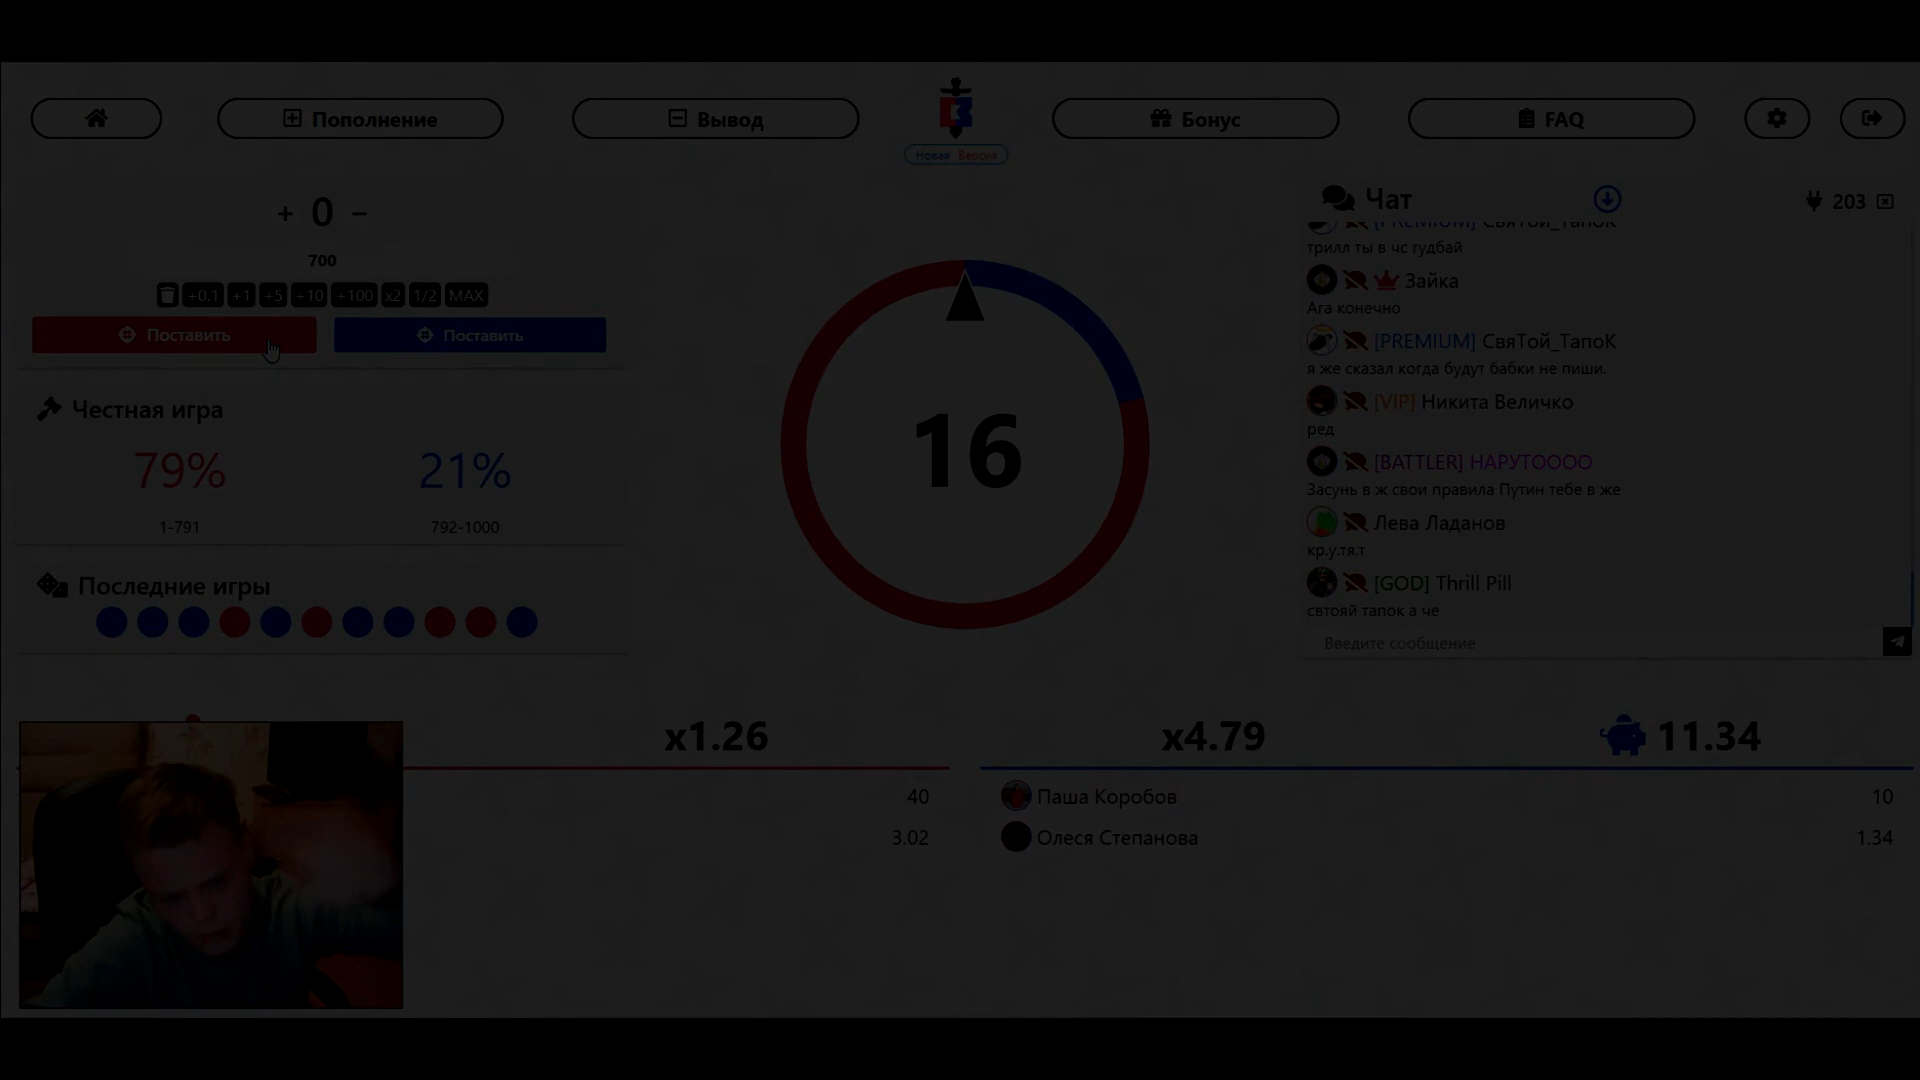 Пополнение
Вывод
Новая Версия
Бонус
FAQ
+ 0 −
700
+0.1 +1 +5 +10 +100 x2 1/2 MAX
Поставить
Поставить
Честная игра
79% 21%
1-791 792-1000
Последние игры
16
Чат
203
[PREMIUM] СвяТой_ТапоК
трилл ты в чс гудбай
Зайка
Ага конечно
[PREMIUM] СвяТой_ТапоК
я же сказал когда будут бабки не пиши.
[VIP] Никита Величко
ред
[BATTLER] НАРУТОООО
Засунь в ж свои правила Путин тебе в же
Лева Ладанов
кр.у.тя.т
[GOD] Thrill Pill
свтояй тапок а че
Введите сообщение
x1.26
40
3.02
x4.79
11.34
Паша Коробов 10
Олеся Степанова 1.34